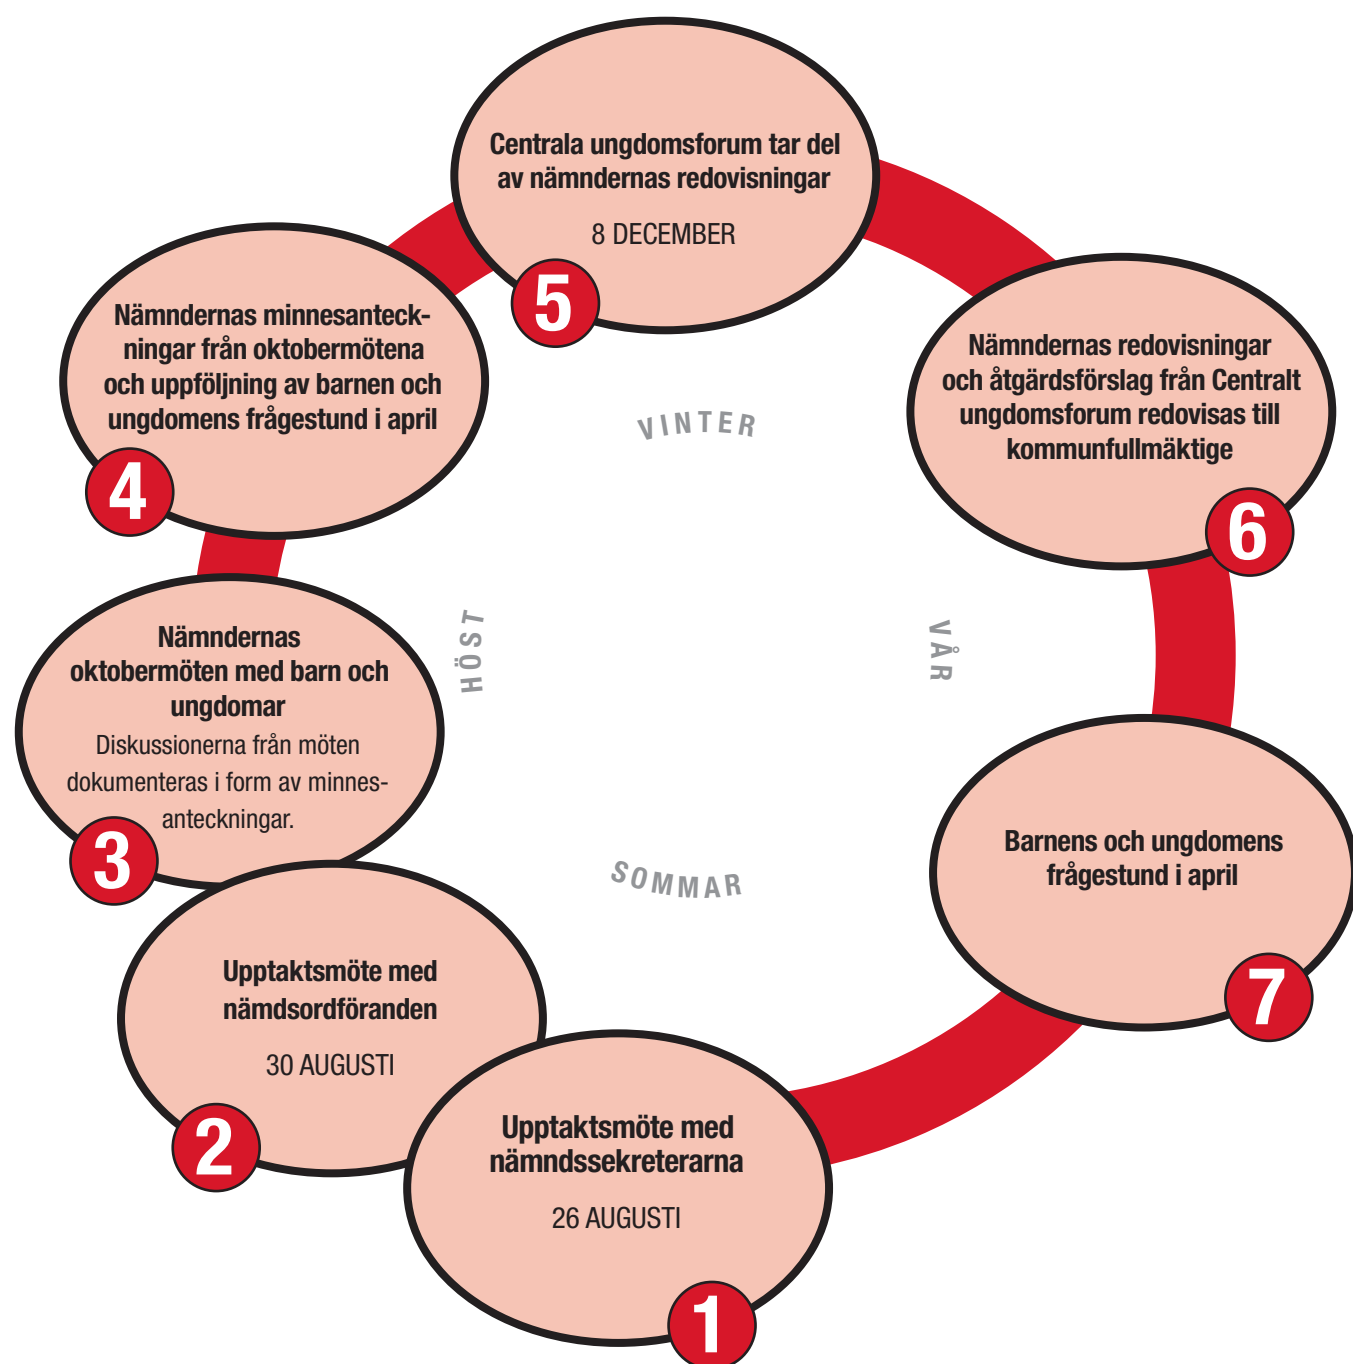 Centrala ungdomsforum tar del
av nämndernas redovisningar
8 DECEMBER
5
Nämndernas minnesanteck-
ningar från oktobermötena
och uppföljning av barnen och
ungdomens frågestund i april
4
Nämndernas redovisningar
och åtgärdsförslag från Centralt
ungdomsforum redovisas till
kommunfullmäktige
6
VINTER
HÖST
VÅR
SOMMAR
Nämndernas
oktobermöten med barn och
ungdomar
Diskussionerna från möten
dokumenteras i form av minnes-
anteckningar.
3
Barnens och ungdomens
frågestund i april
7
Upptaktsmöte med
nämdsordföranden
30 AUGUSTI
2
Upptaktsmöte med
nämndssekreterarna
26 AUGUSTI
1